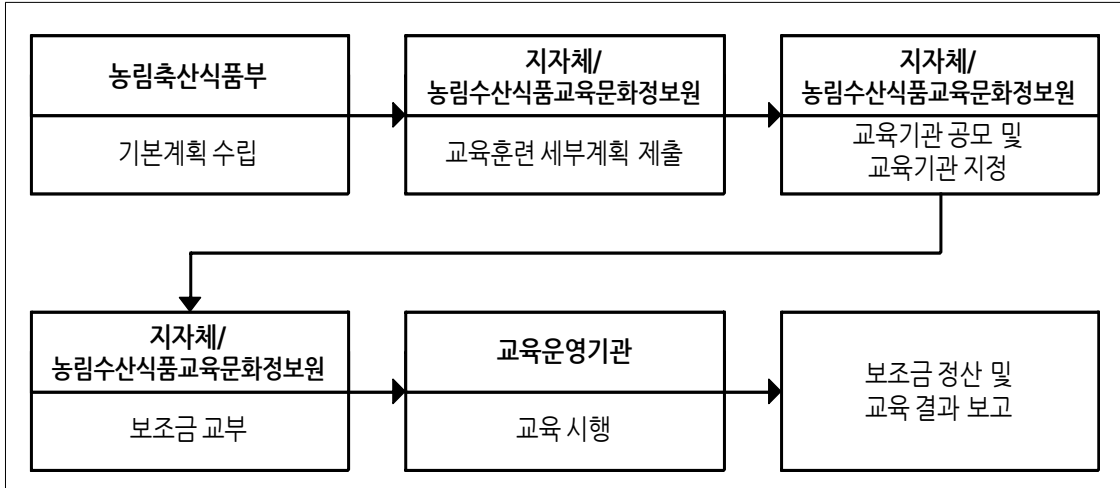 농림축산식품부
기본계획 수립
지자체/
농림수산식품교육문화정보원
교육훈련 세부계획 제출
지자체/
농림수산식품교육문화정보원
교육기관 공모 및
교육기관 지정
지자체/
농림수산식품교육문화정보원
보조금 교부
교육운영기관
교육 시행
보조금 정산 및
교육 결과 보고